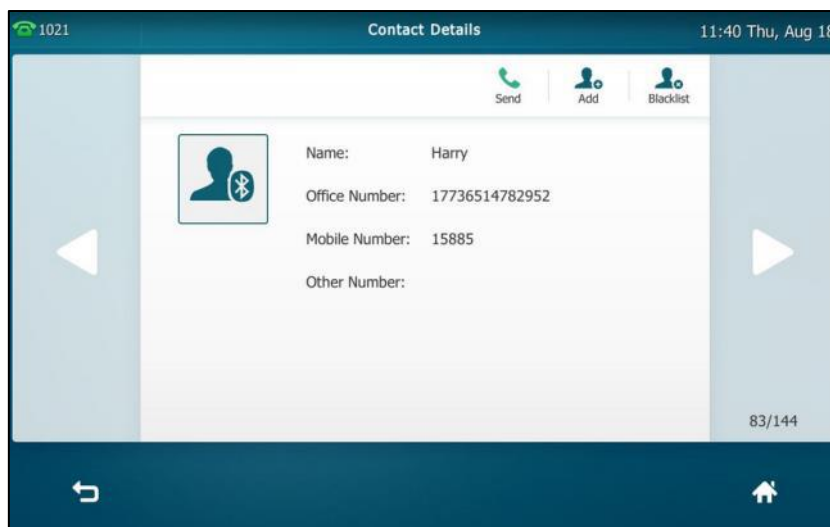 1021 Contact Details 11:40 Thu, Aug 18
Send Add Blacklist
Name: Harry
Office Number: 17736514782952
Mobile Number: 15885
Other Number:
83/144